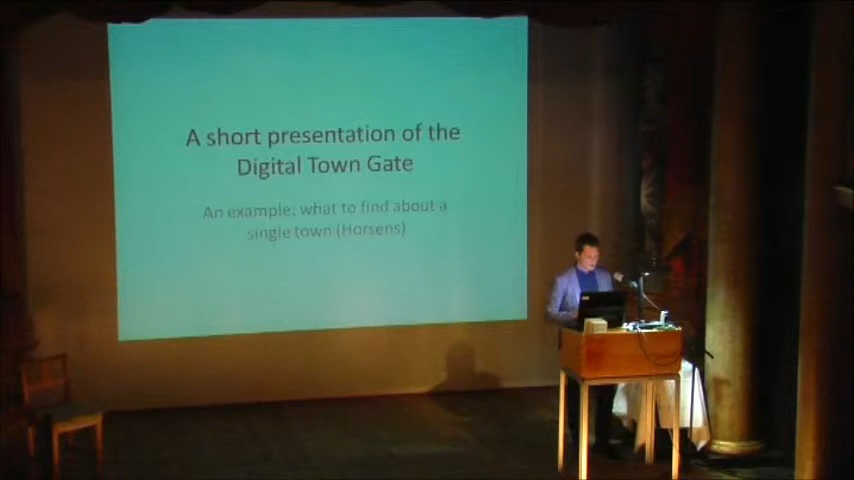 A short presentation of the
Digital Town Gate
An example: what to find about a
single town (Horsens)